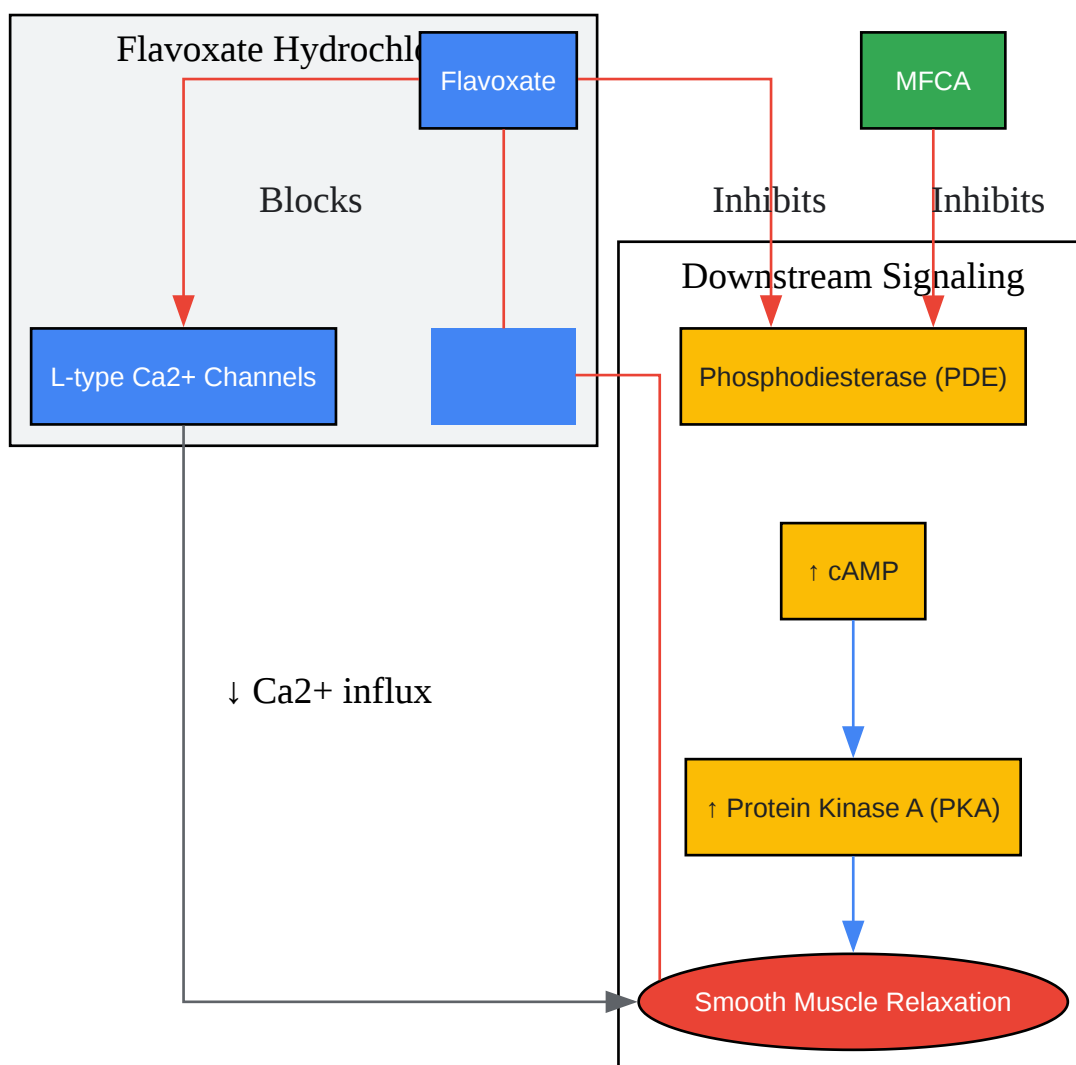 Flavoxate Hydrochl
Flavoxate
MFCA
Blocks
Inhibits
Inhibits
Downstream Signaling
L-type Ca2+ Channels
Phosphodiesterase (PDE)
↑ cAMP
↓ Ca2+ influx
↑ Protein Kinase A (PKA)
Smooth Muscle Relaxation